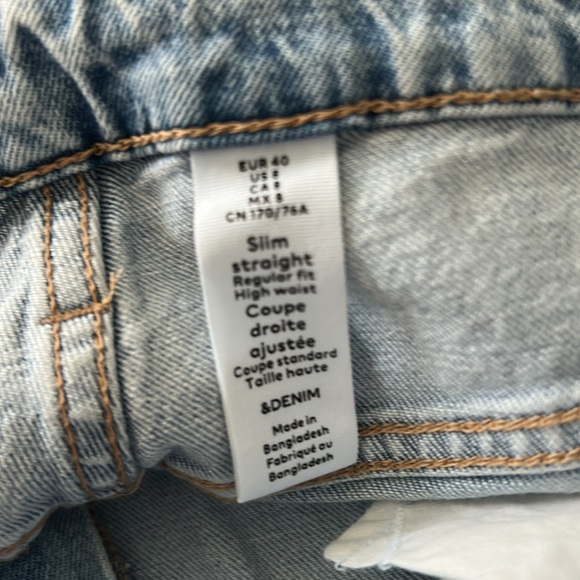 EUR 40
US 8
CA 8
MX 8
CN 170/76A
Slim
straight
Regular fit
High waist
Coupe
droite
ajustée
Coupe standard
Taille haute
&DENIM
Made in
Bangladesh
Fabriqué au
Bangladesh